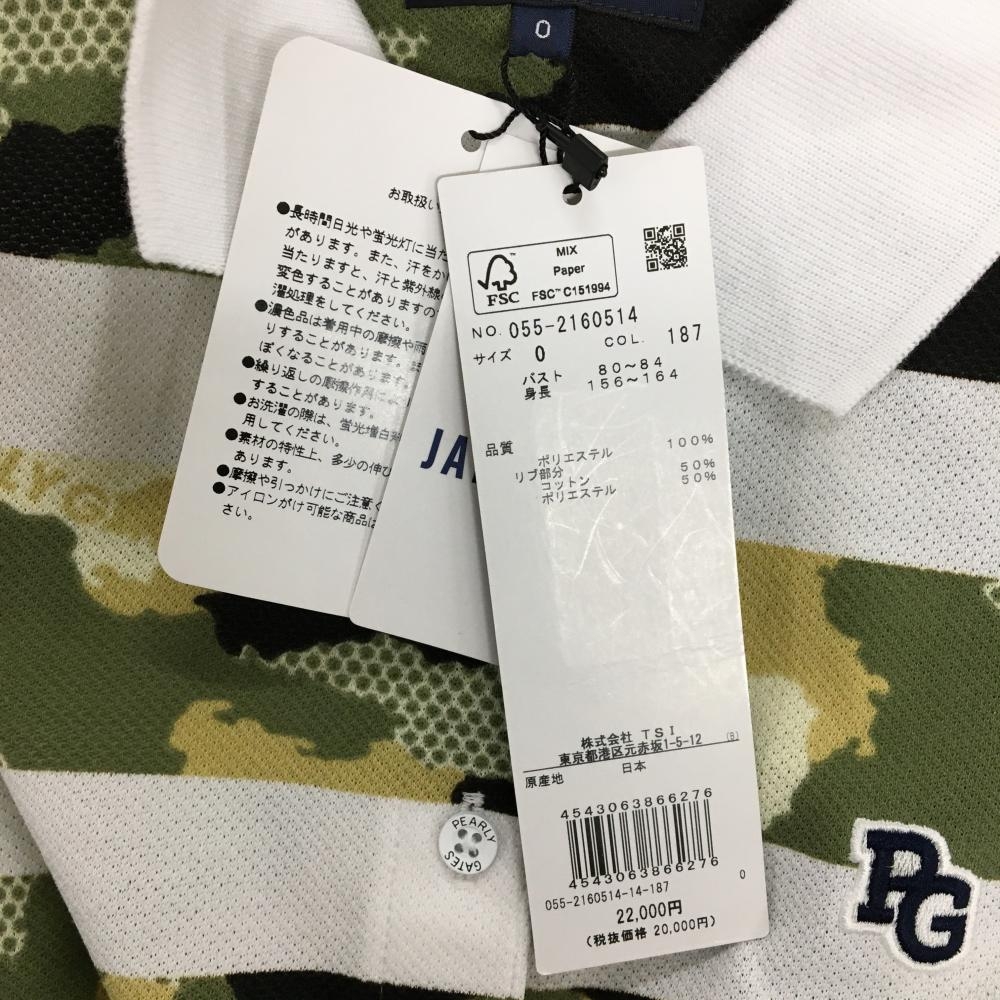 0
お取扱い
●長時間日光や蛍光灯に当た
があります。また、汗をか
当たりますと、汗と紫外線
変色することがありますの
濯処理をしてください。
●濃色品は着用中の摩擦や雨
りすることがあります。ま
ぽくなることがあります。
●繰り返しの摩擦作用によ
することがあります。
●お洗濯の際は、蛍光増白
用してください。
●素材の特性上、多少の伸び
あります。
●摩擦や引っかけにご注意く
●アイロンがけ可能な商品は
さい。
JA
FSC
MIX
Paper
FSC™ C151994
NO. 055-2160514
サイズ 0 COL. 187
バスト 80～84
身長 156～164
品質
ポリエステル 100%
リブ部分
コットン 50%
ポリエステル 50%
株式会社 TSI
東京都港区元赤坂1-5-12 (B)
原産地 日本
4543063866276
4543063866276
055-2160514-14-187 0
22,000円
(税抜価格 20,000円)
PEARLY
GATES
PG